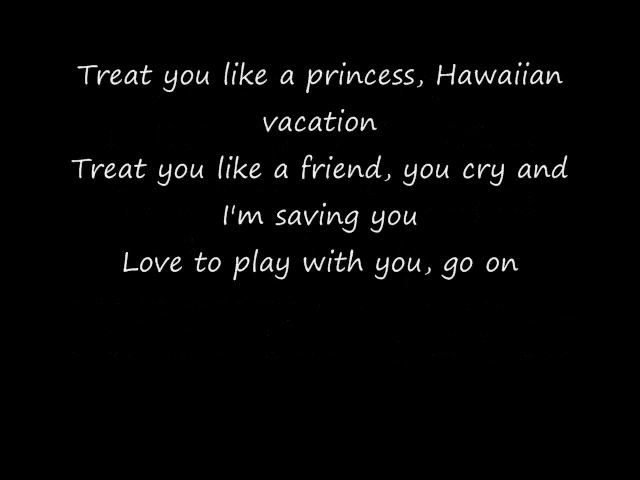 Treat you like a princess, Hawaiian
vacation
Treat you like a friend, you cry and
I'm saving you
Love to play with you, go on